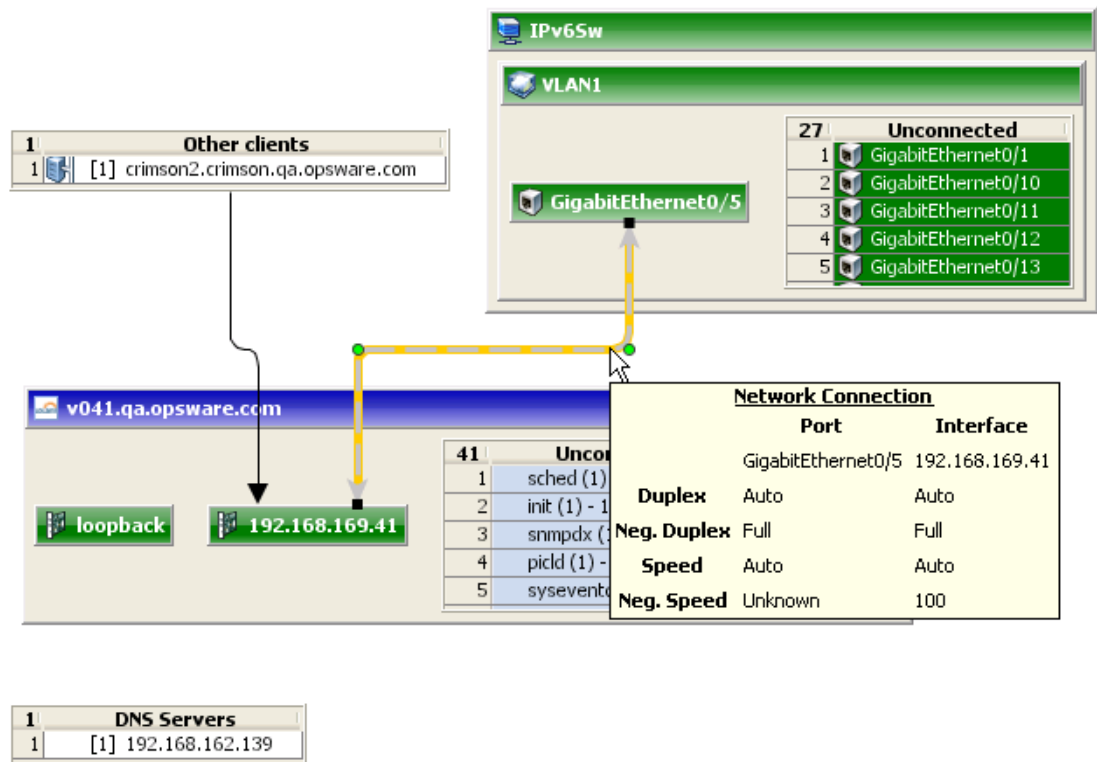 IPv6Sw
VLAN1
27 Unconnected
1 GigabitEthernet0/1
2 GigabitEthernet0/10
3 GigabitEthernet0/11
4 GigabitEthernet0/12
5 GigabitEthernet0/13
GigabitEthernet0/5
1 Other clients
1 [1] crimson2.crimson.qa.opsware.com
v041.qa.opsware.com
loopback
192.168.169.41
41 Uncon
1 sched (1)
2 init (1) - 1
3 snmpdx (1
4 picld (1) -
5 sysevent
Network Connection
Port Interface
GigabitEthernet0/5 192.168.169.41
Duplex Auto Auto
Neg. Duplex Full Full
Speed Auto Auto
Neg. Speed Unknown 100
1 DNS Servers
1 [1] 192.168.162.139